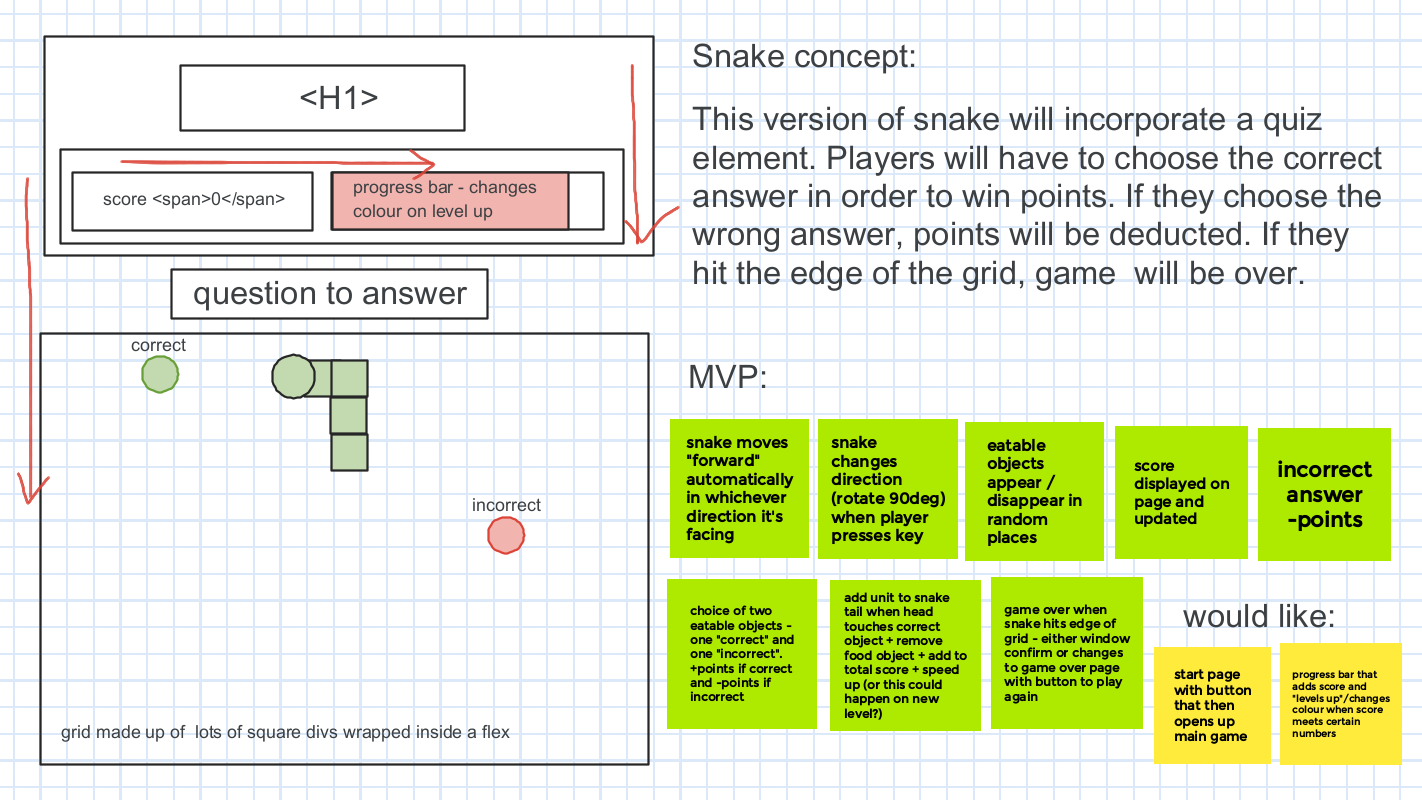 <H1>
score <span>0</span>
progress bar - changes
colour on level up
question to answer
correct
incorrect
grid made up of  lots of square divs wrapped inside a flex
Snake concept:
This version of snake will incorporate a quiz
element. Players will have to choose the correct
answer in order to win points. If they choose the
wrong answer, points will be deducted. If they
hit the edge of the grid, game  will be over.
MVP:
snake moves
"forward"
automatically
in whichever
direction it's
facing
snake
changes
direction
(rotate 90deg)
when player
presses key
eatable
objects
appear /
disappear in
random
places
score
displayed on
page and
updated
incorrect
answer
-points
choice of two
eatable objects -
one "correct" and
one "incorrect".
+points if correct
and -points if
incorrect
add unit to snake
tail when head
touches correct
object + remove
food object + add to
total score + speed
up (or this could
happen on new
level?)
game over when
snake hits edge of
grid - either window
confirm or changes
to game over page
with button to play
again
would like:
start page
with button
that then
opens up
main game
progress bar that
adds score and
"levels up"/changes
colour when score
meets certain
numbers